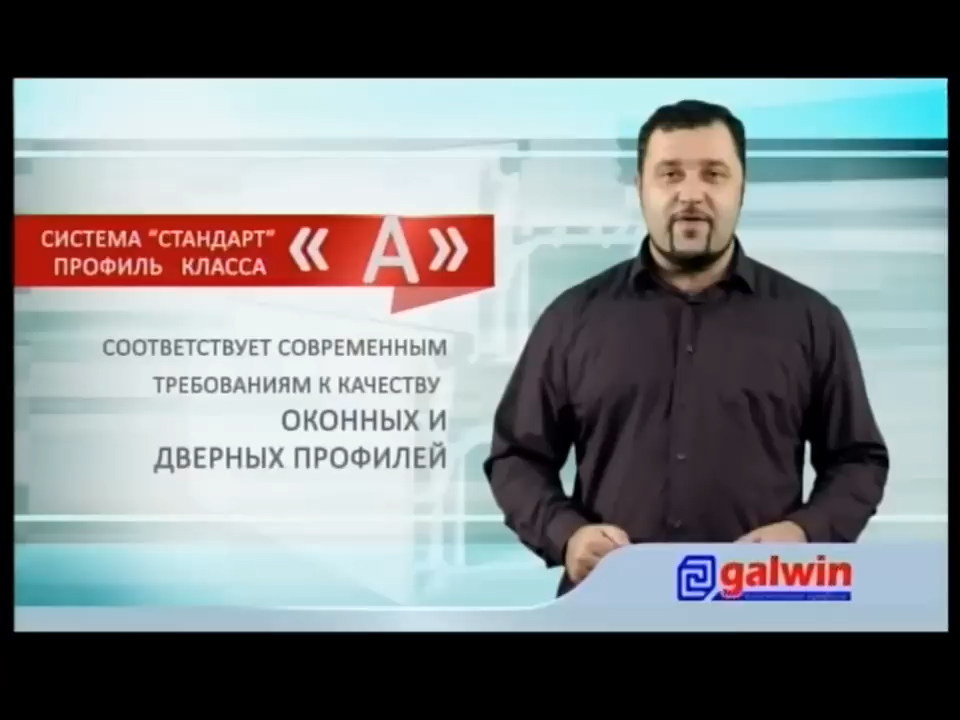 СИСТЕМА “СТАНДАРТ”
ПРОФИЛЬ КЛАССА « А »
СООТВЕТСТВУЕТ СОВРЕМЕННЫМ
ТРЕБОВАНИЯМ К КАЧЕСТВУ
ОКОННЫХ И
ДВЕРНЫХ ПРОФИЛЕЙ
galwin